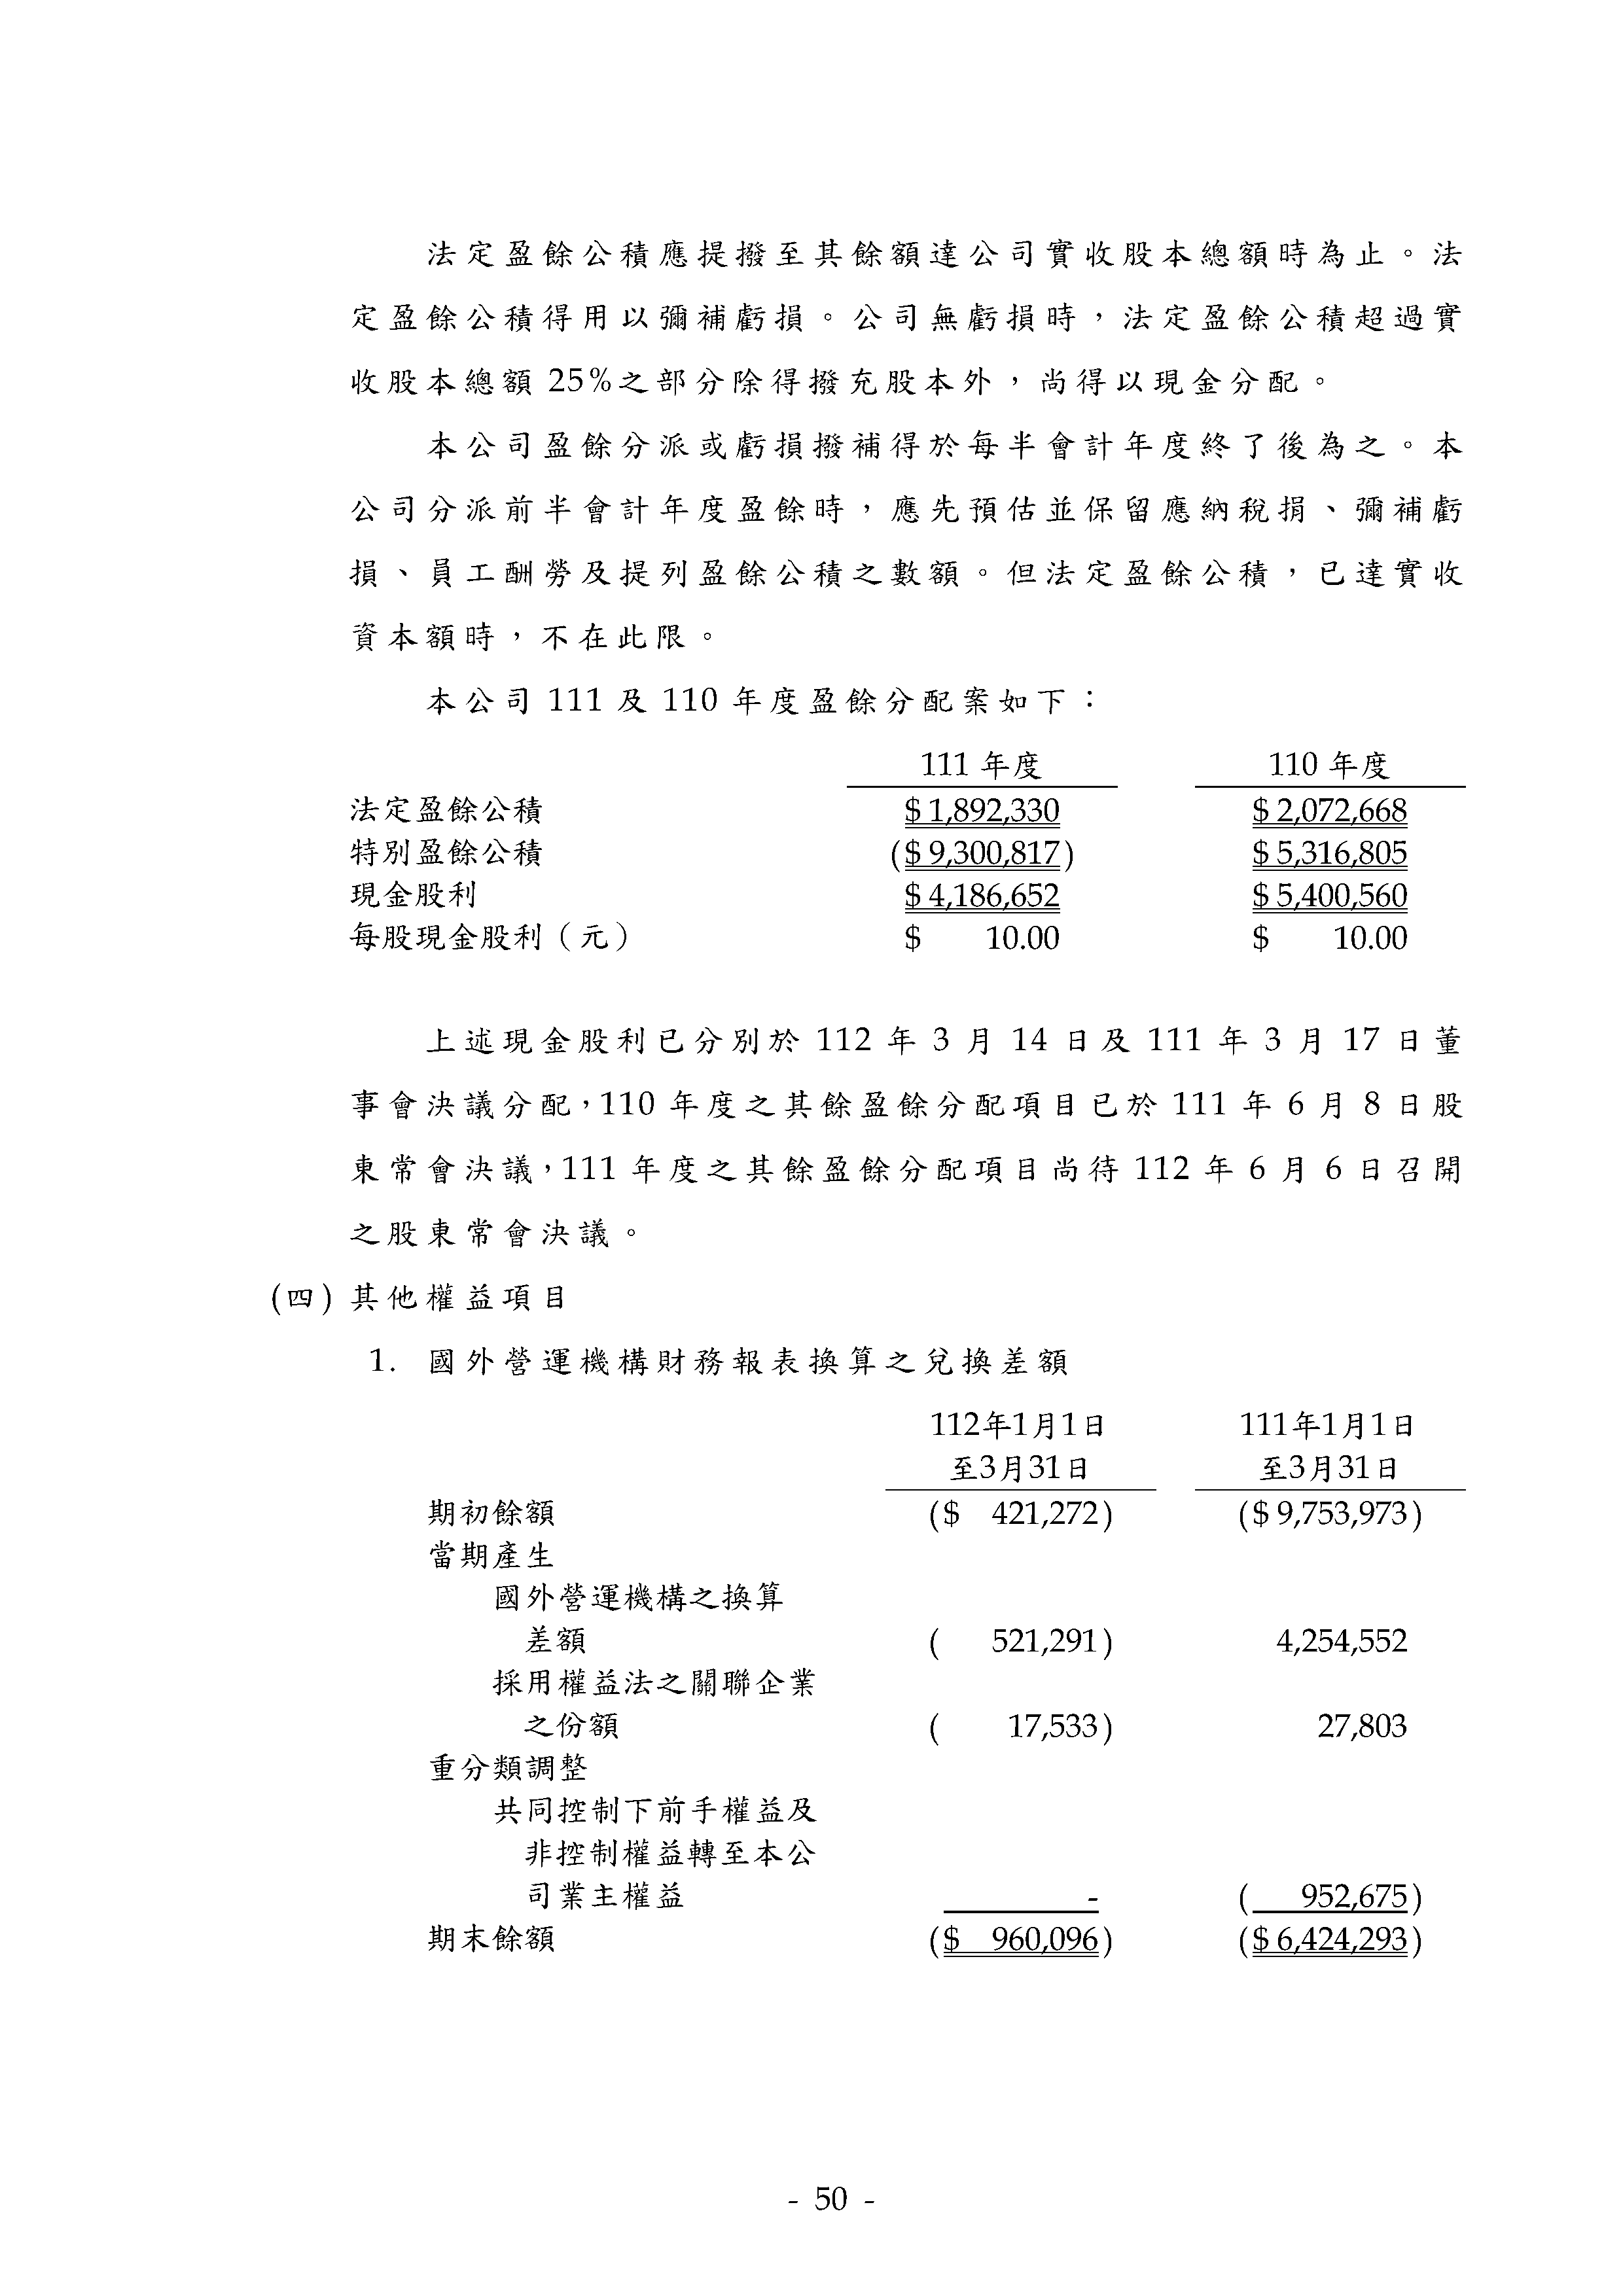 法定盈餘公積應提撥至其餘額達公司實收股本總額時為止。法
定盈餘公積得用以彌補虧損。公司無虧損時，法定盈餘公積超過實
收股本總額 25%之部分除得撥充股本外，尚得以現金分配。
本公司盈餘分派或虧損撥補得於每半會計年度終了後為之。本
公司分派前半會計年度盈餘時，應先預估並保留應納稅捐、彌補虧
損、員工酬勞及提列盈餘公積之數額。但法定盈餘公積，已達實收
資本額時，不在此限。
本公司 111 及 110 年度盈餘分配案如下：
111 年度 110 年度
法定盈餘公積 $ 1,892,330 $ 2,072,668
特別盈餘公積 ($ 9,300,817) $ 5,316,805
現金股利 $ 4,186,652 $ 5,400,560
每股現金股利（元） $ 10.00 $ 10.00
上述現金股利已分別於 112 年 3 月 14 日及 111 年 3 月 17 日董
事會決議分配，110 年度之其餘盈餘分配項目已於 111 年 6 月 8 日股
東常會決議，111 年度之其餘盈餘分配項目尚待 112 年 6 月 6 日召開
之股東常會決議。
(四) 其他權益項目
1. 國外營運機構財務報表換算之兌換差額
112年1月1日 111年1月1日
至3月31日 至3月31日
期初餘額 ($ 421,272) ($ 9,753,973)
當期產生
國外營運機構之換算
差額 ( 521,291) 4,254,552
採用權益法之關聯企業
之份額 ( 17,533) 27,803
重分類調整
共同控制下前手權益及
非控制權益轉至本公
司業主權益 - ( 952,675)
期末餘額 ($ 960,096) ($ 6,424,293)
- 50 -